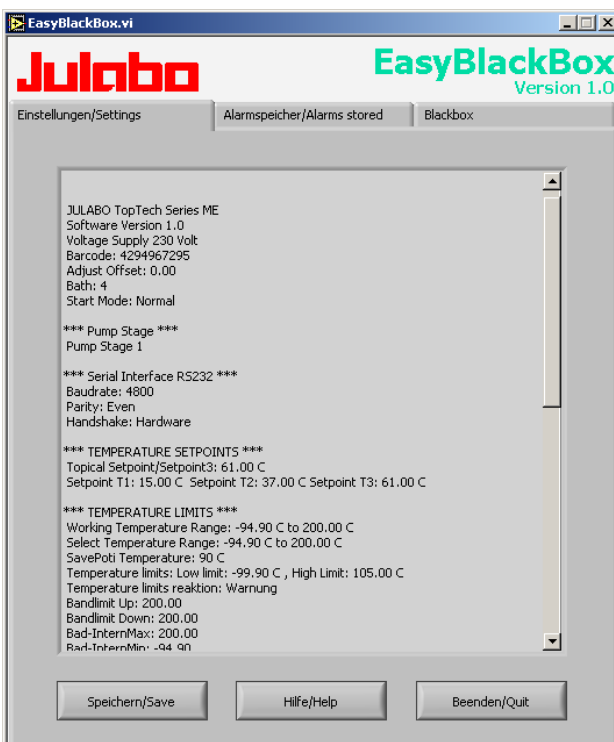 EasyBlackBox.vi
Julabo
EasyBlackBox
Version 1.0
Einstellungen/Settings
Alarmspeicher/Alarms stored
Blackbox
JULABO TopTech Series ME
Software Version 1.0
Voltage Supply 230 Volt
Barcode: 4294967295
Adjust Offset: 0.00
Bath: 4
Start Mode: Normal
*** Pump Stage ***
Pump Stage 1
*** Serial Interface RS232 ***
Baudrate: 4800
Parity: Even
Handshake: Hardware
*** TEMPERATURE SETPOINTS ***
Topical Setpoint/Setpoint3: 61.00 C
Setpoint T1: 15.00 C  Setpoint T2: 37.00 C Setpoint T3: 61.00 C
*** TEMPERATURE LIMITS ***
Working Temperature Range: -94.90 C to 200.00 C
Select Temperature Range: -94.90 C to 200.00 C
SavePoti Temperature: 90 C
Temperature limits: Low limit: -99.90 C , High Limit: 105.00 C
Temperature limits reaktion: Warnung
Bandlimit Up: 200.00
Bandlimit Down: 200.00
Bad-InternMax: 200.00
Bad-InternMin: -94.90
Speichern/Save
Hilfe/Help
Beenden/Quit